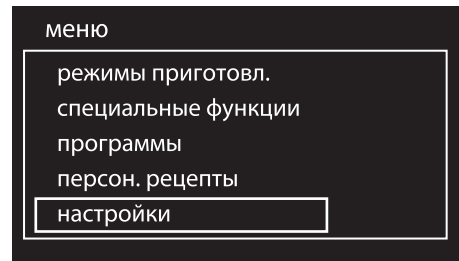 меню
режимы приготовл.
специальные функции
программы
персон. рецепты
настройки